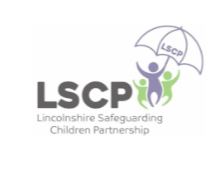 LSCP
LSCP
Lincolnshire Safeguarding
Children Partnership